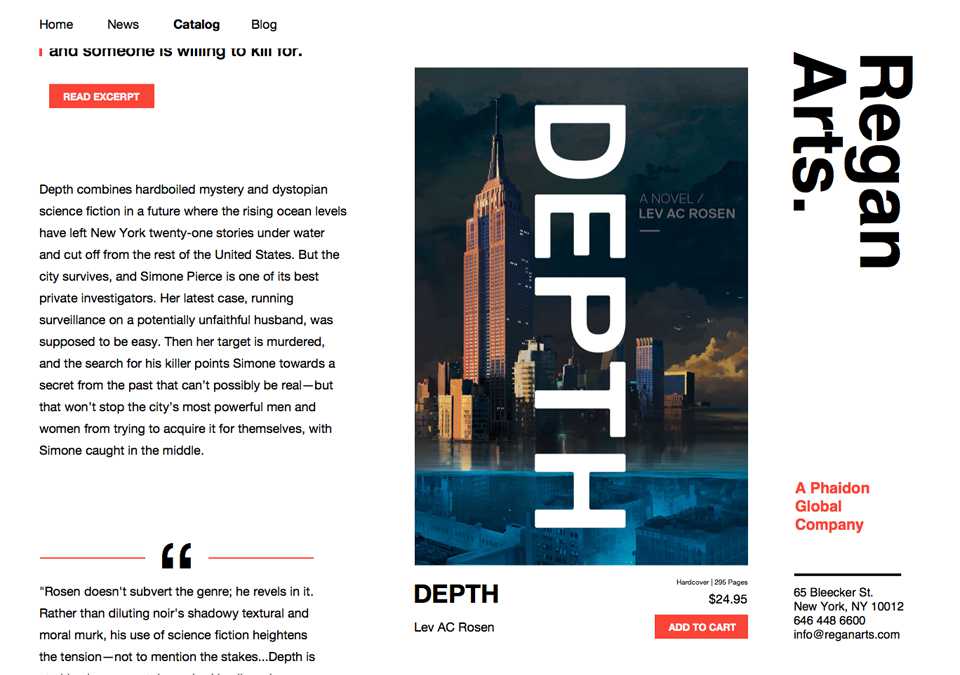 Home News Catalog Blog
and someone is willing to kill for.
READ EXCERPT
Depth combines hardboiled mystery and dystopian
science fiction in a future where the rising ocean levels
have left New York twenty-one stories under water
and cut off from the rest of the United States. But the
city survives, and Simone Pierce is one of its best
private investigators. Her latest case, running
surveillance on a potentially unfaithful husband, was
supposed to be easy. Then her target is murdered,
and the search for his killer points Simone towards a
secret from the past that can't possibly be real—but
that won't stop the city's most powerful men and
women from trying to acquire it for themselves, with
Simone caught in the middle.
“
"Rosen doesn't subvert the genre; he revels in it.
Rather than diluting noir's shadowy textural and
moral murk, his use of science fiction heightens
the tension—not to mention the stakes...Depth is
DEPTH
A NOVEL /
LEV AC ROSEN
DEPTH
Lev AC Rosen
Hardcover | 295 Pages
$24.95
ADD TO CART
Regan
Arts.
A Phaidon
Global
Company
65 Bleecker St.
New York, NY 10012
646 448 6600
info@reganarts.com